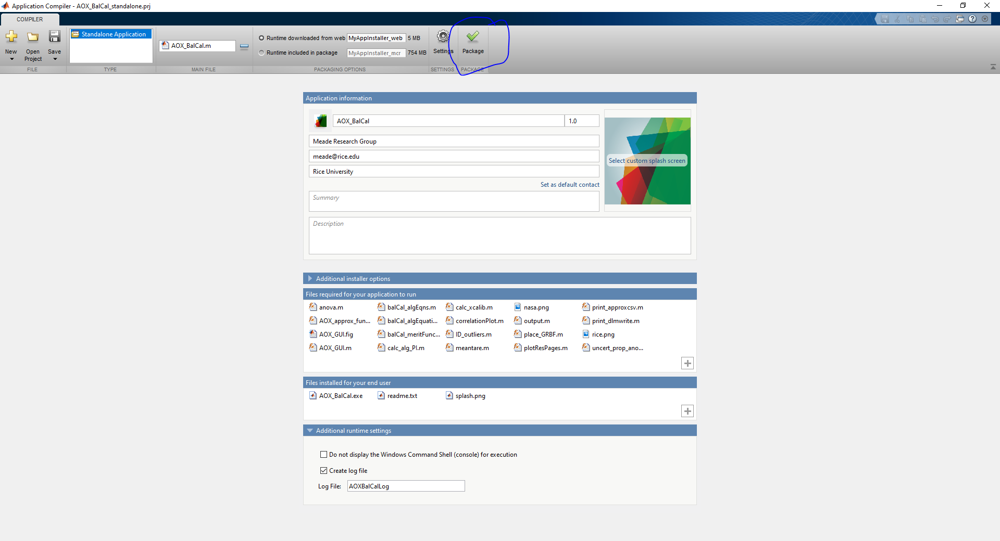 Application Compiler - AOX_BalCal_standalone.prj
COMPILER
New
Open Project
Save
FILE
Standalone Application
TYPE
AOX_BalCal.m
MAIN FILE
Runtime downloaded from web MyAppInstaller_web 5 MB
Runtime included in package MyAppInstaller_mcr 754 MB
PACKAGING OPTIONS
Settings
SETTINGS
Package
PACKAGE
Application information
AOX_BalCal 1.0
Meade Research Group
meade@rice.edu
Rice University
Set as default contact
Select custom splash screen
Summary
Description
Additional installer options
Files required for your application to run
anova.m balCal_algEqns.m calc_xcalib.m nasa.png print_approxcsv.m
AOX_approx_fun... balCal_algEquati... correlationPlot.m output.m print_dlmwrite.m
AOX_GUI.fig balCal_meritFunc... ID_outliers.m place_GRBF.m rice.png
AOX_GUI.m calc_alg_PI.m meantare.m plotResPages.m uncert_prop_ano...
Files installed for your end user
AOX_BalCal.exe readme.txt splash.png
Additional runtime settings
Do not display the Windows Command Shell (console) for execution
Create log file
Log File: AOXBalCalLog